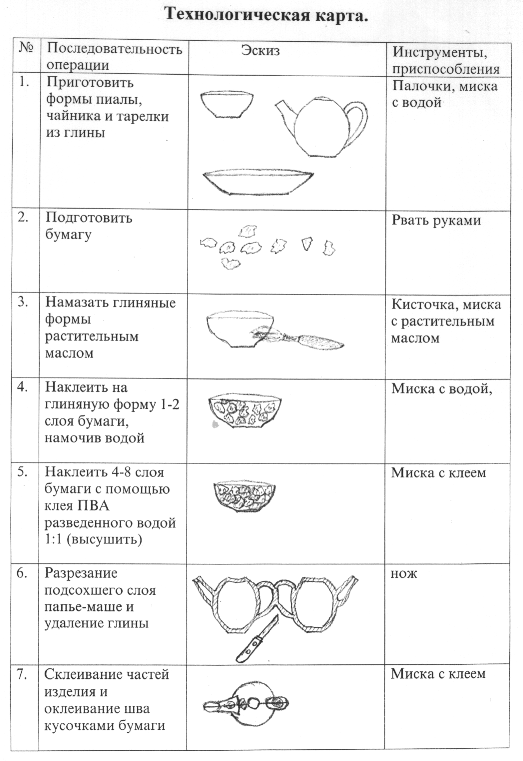 Технологическая карта.
№
Последовательность
операции
Эскиз
Инструменты,
приспособления
1.
Приготовить
формы пиалы,
чайника и тарелки
из глины
Палочки, миска
с водой
2.
Подготовить
бумагу
Рвать руками
3.
Намазать глиняные
формы
растительным
маслом
Кисточка, миска
с растительным
маслом
4.
Наклеить на
глиняную форму 1-2
слоя бумаги,
намочив водой
Миска с водой,
5.
Наклеить 4-8 слоя
бумаги с помощью
клея ПВА
разведенного водой
1:1 (высушить)
Миска с клеем
6.
Разрезание
подсохшего слоя
папье-маше и
удаление глины
нож
7.
Склеивание частей
изделия и
оклеивание шва
кусочками бумаги
Миска с клеем